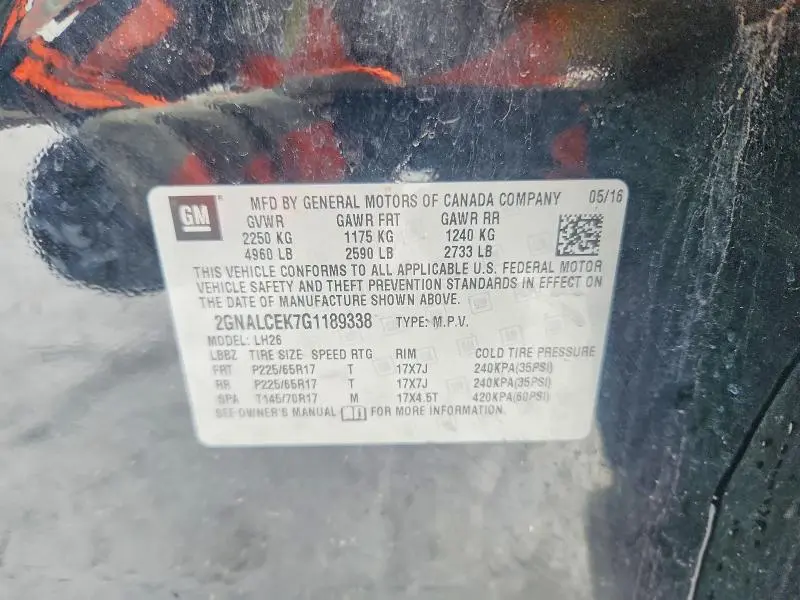 GM ® MFD BY GENERAL MOTORS OF CANADA COMPANY 05/16
GVWR GAWR FRT GAWR RR
2250 KG 1175 KG 1240 KG
4960 LB 2590 LB 2733 LB
THIS VEHICLE CONFORMS TO ALL APPLICABLE U.S. FEDERAL MOTOR
VEHICLE SAFETY AND THEFT PREVENTION STANDARDS IN EFFECT ON
THE DATE OF MANUFACTURE SHOWN ABOVE.
2GNALCEK7G1189338 TYPE: M.P.V.
MODEL: LH26
LBBZ TIRE SIZE SPEED RTG RIM COLD TIRE PRESSURE
FRT P225/65R17 T 17X7J 240KPA(35PSI)
RR P225/65R17 T 17X7J 240KPA(35PSI)
SPA T145/70R17 M 17X4.5T 420KPA(60PSI)
SEE OWNER'S MANUAL FOR MORE INFORMATION.